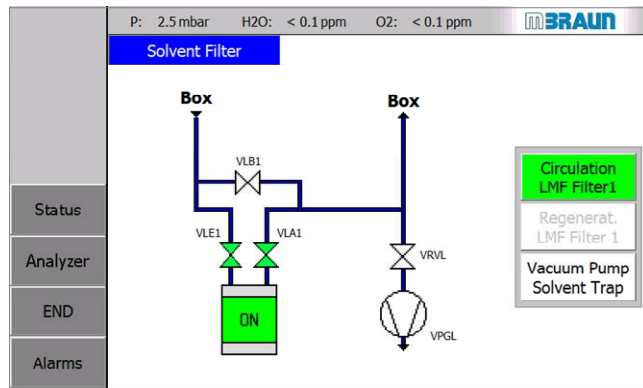 P: 2.5 mbar H2O: < 0.1 ppm O2: < 0.1 ppm mBRAUN
Solvent Filter
Box Box
VLB1
Circulation
LMF Filter1
Status
Regenerat.
LMF Filter 1
VLE1 VLA1
VRVL
Analyzer
Vacuum Pump
Solvent Trap
END
ON
VPGL
Alarms